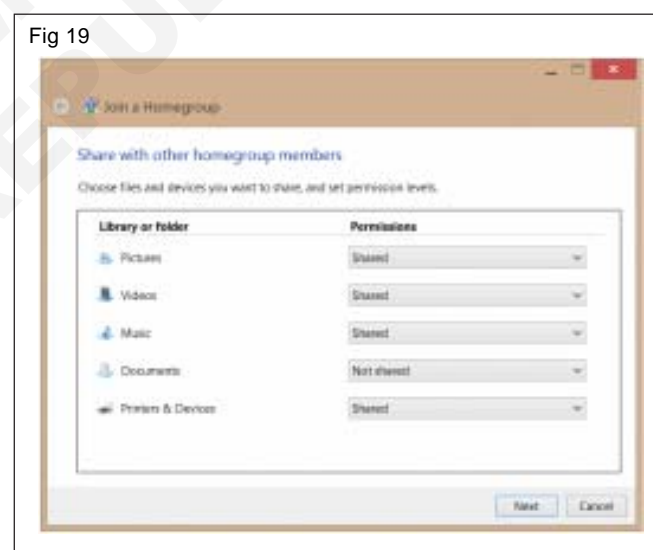 Fig 19
Join a Homegroup
Share with other homegroup members
Choose files and devices you want to share, and set permission levels.
Library or folder Permissions
Pictures Shared
Videos Shared
Music Shared
Documents Not shared
Printers & Devices Shared
Next Cancel